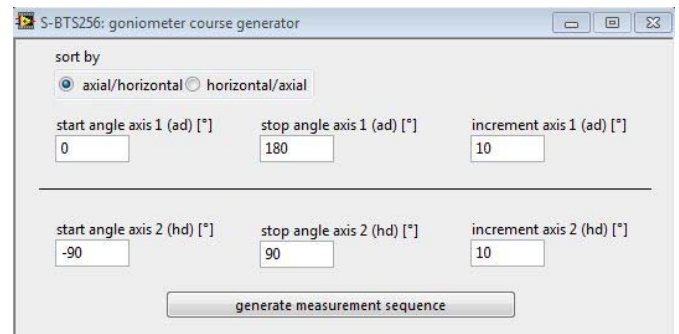 S-BTS256: goniometer course generator
sort by
axial/horizontal horizontal/axial
start angle axis 1 (ad) [°] stop angle axis 1 (ad) [°] increment axis 1 (ad) [°]
0 180 10
start angle axis 2 (hd) [°] stop angle axis 2 (hd) [°] increment axis 2 (hd) [°]
-90 90 10
generate measurement sequence